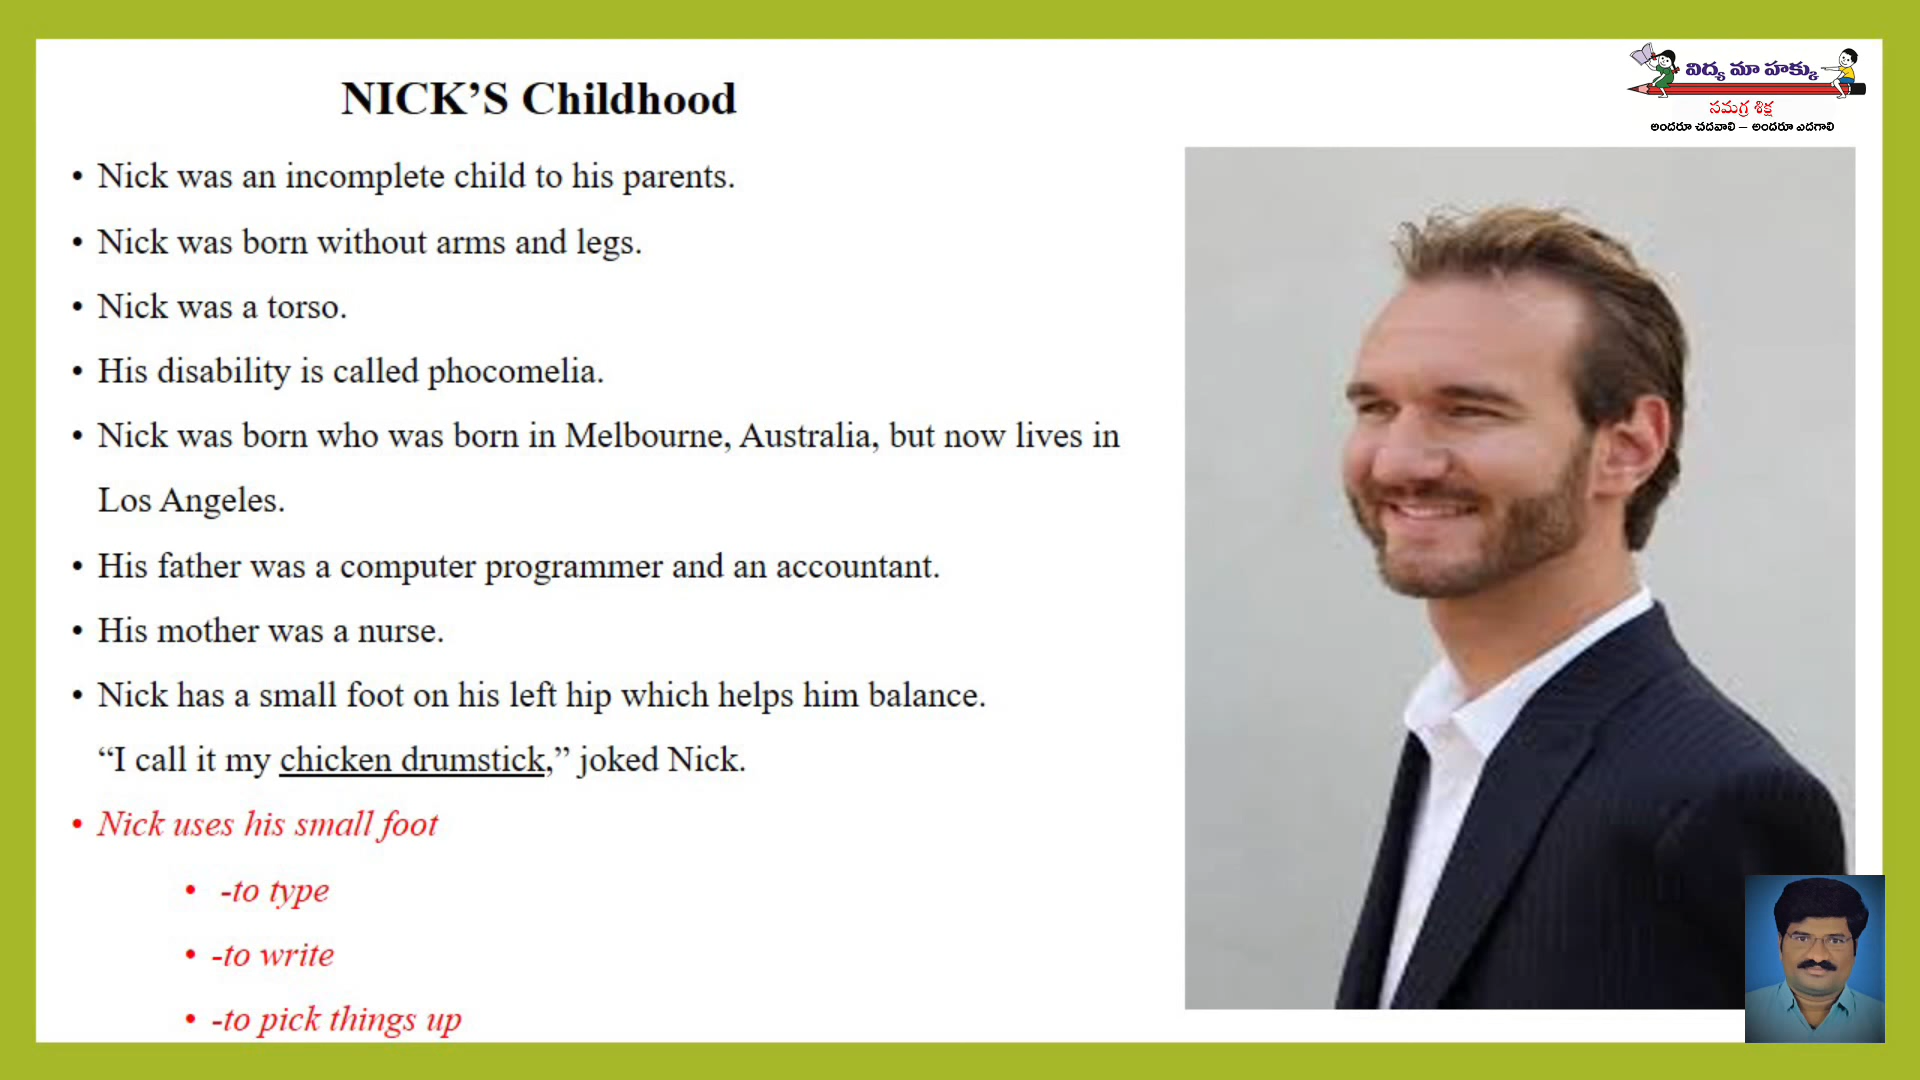 NICK’S Childhood
విద్య మా హక్కు
సమగ్ర శిక్ష
అందరూ చదవాలి – అందరూ ఎదగాలి
• Nick was an incomplete child to his parents.
• Nick was born without arms and legs.
• Nick was a torso.
• His disability is called phocomelia.
• Nick was born who was born in Melbourne, Australia, but now lives in
Los Angeles.
• His father was a computer programmer and an accountant.
• His mother was a nurse.
• Nick has a small foot on his left hip which helps him balance.
“I call it my chicken drumstick,” joked Nick.
• Nick uses his small foot
• -to type
• -to write
• -to pick things up